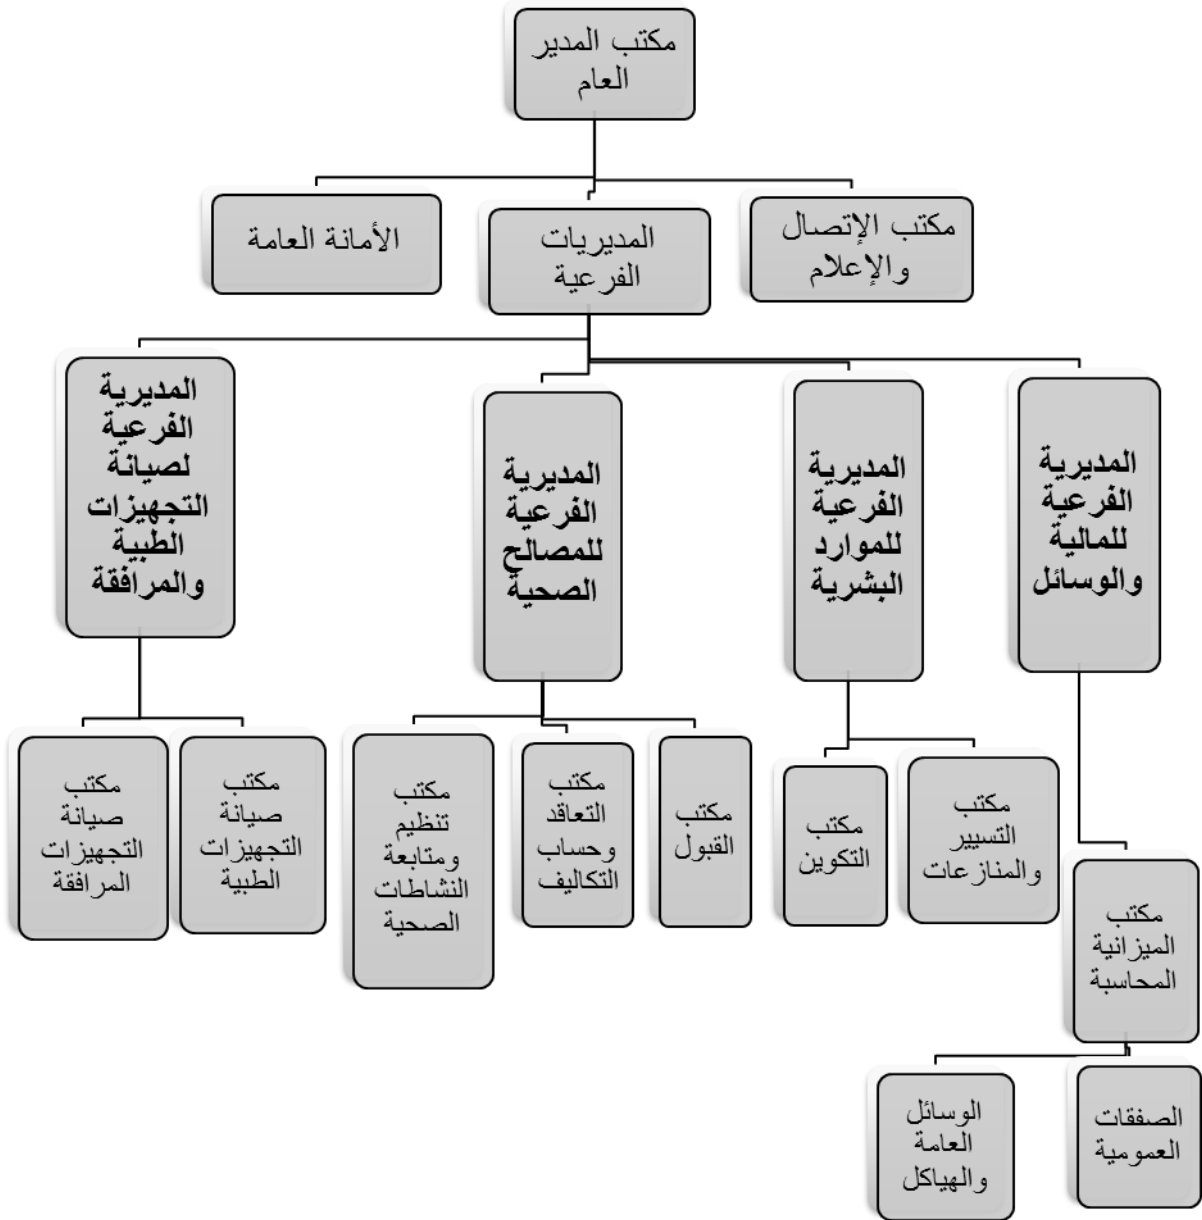 مكتب المدير
العام
مكتب الإتصال
والإعلام
المديريات
الفرعية
الأمانة العامة
المديرية
الفرعية
للمالية
والوسائل
المديرية
الفرعية
للموارد
البشرية
المديرية
الفرعية
للمصالح
الصحية
المديرية
الفرعية
لصيانة
التجهيزات
الطبية
والمرافقة
مكتب
التسيير
والمنازعات
مكتب
التكوين
مكتب
القبول
مكتب
التعاقد
وحساب
التكاليف
مكتب
تنظيم
ومتابعة
النشاطات
الصحية
مكتب
صيانة
التجهيزات
الطبية
مكتب
صيانة
التجهيزات
المرافقة
مكتب
الميزانية
المحاسبة
الصفقات
العمومية
الوسائل
العامة
والهياكل